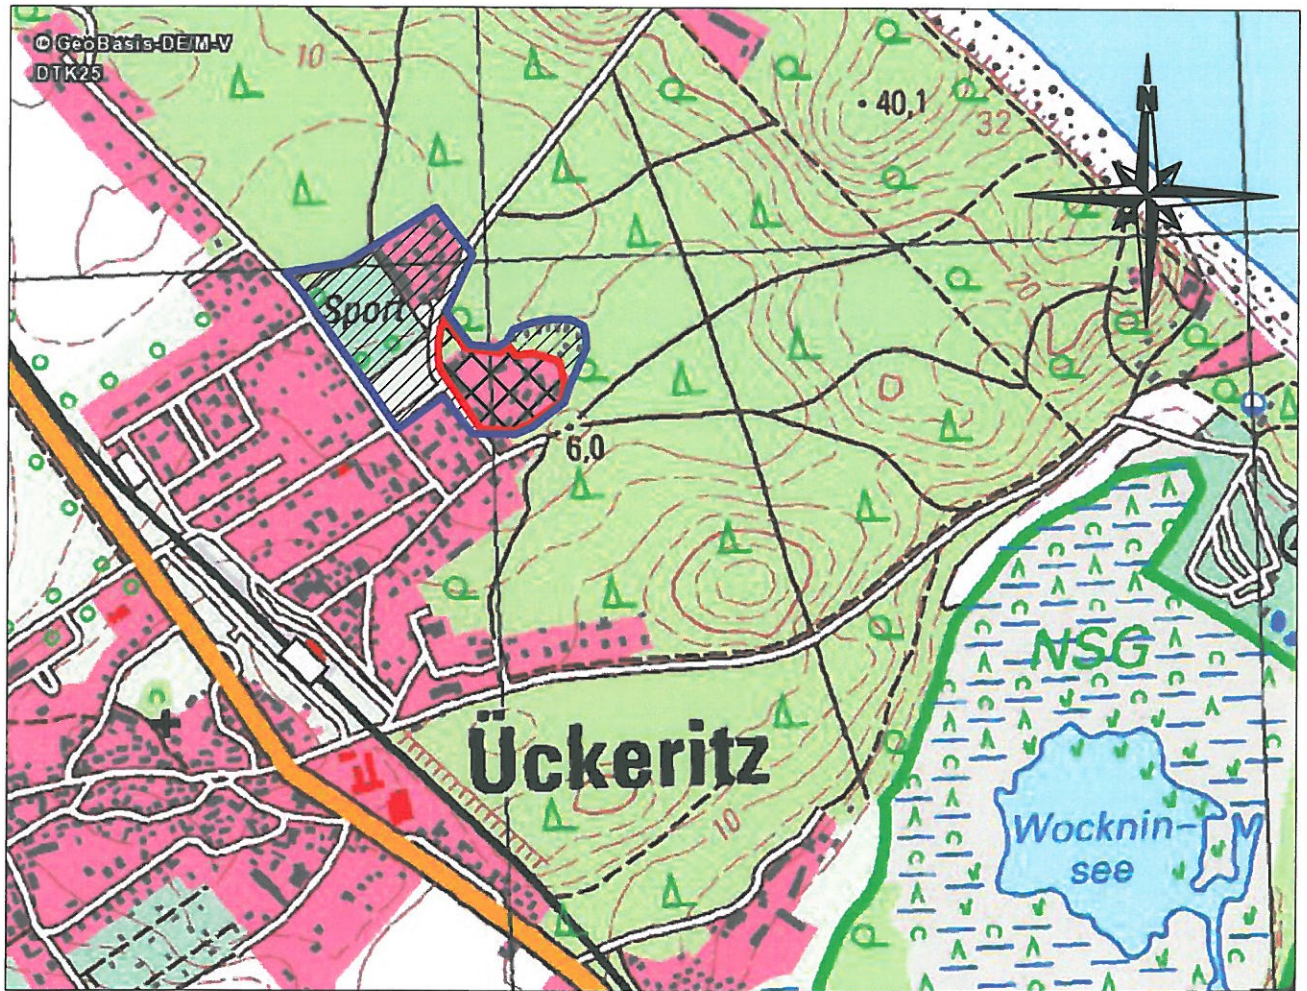 © GeoBasis-DE/M-V
DTK25
10
40,1
32
N
20
Sport
6,0
NSG
Ückeritz
10
Wocknin-
see